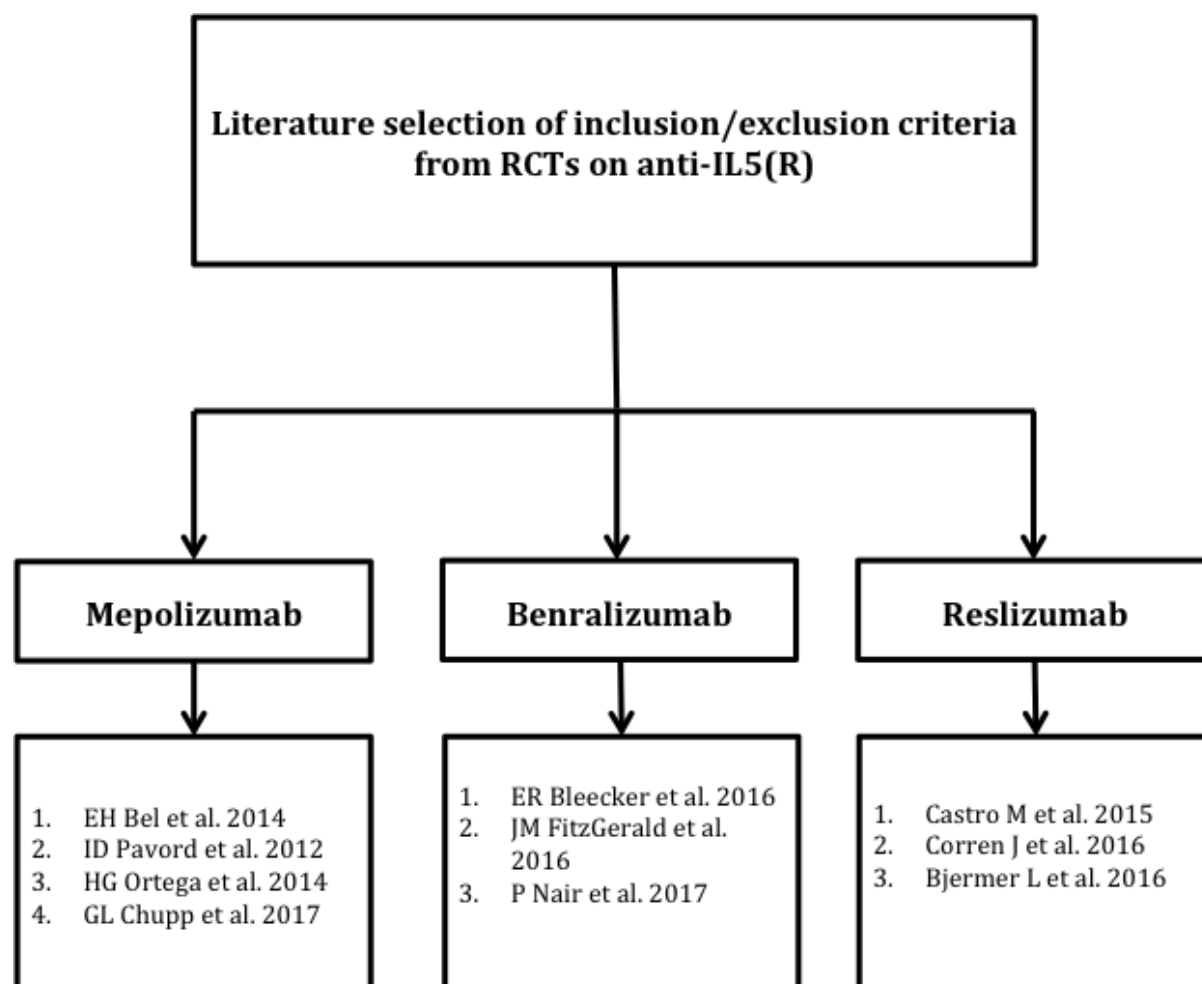 Literature selection of inclusion/exclusion criteria
from RCTs on anti-IL5(R)
Mepolizumab
Benralizumab
Reslizumab
1. EH Bel et al. 2014
2. ID Pavord et al. 2012
3. HG Ortega et al. 2014
4. GL Chupp et al. 2017
1. ER Bleecker et al. 2016
2. JM FitzGerald et al.
2016
3. P Nair et al. 2017
1. Castro M et al. 2015
2. Corren J et al. 2016
3. Bjermer L et al. 2016